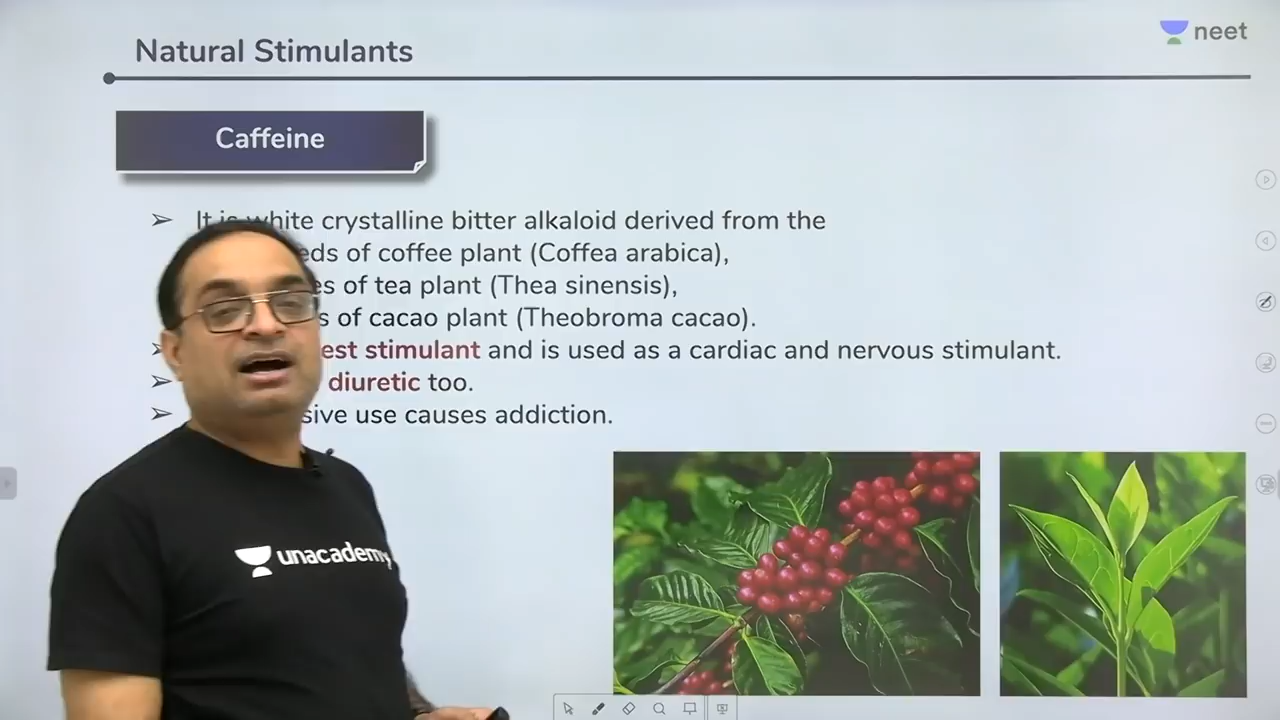 neet
Natural Stimulants
Caffeine
➢ It is white crystalline bitter alkaloid derived from the
eds of coffee plant (Coffea arabica),
es of tea plant (Thea sinensis),
s of cacao plant (Theobroma cacao).
➢ est stimulant and is used as a cardiac and nervous stimulant.
➢ diuretic too.
➢ sive use causes addiction.
unacademy